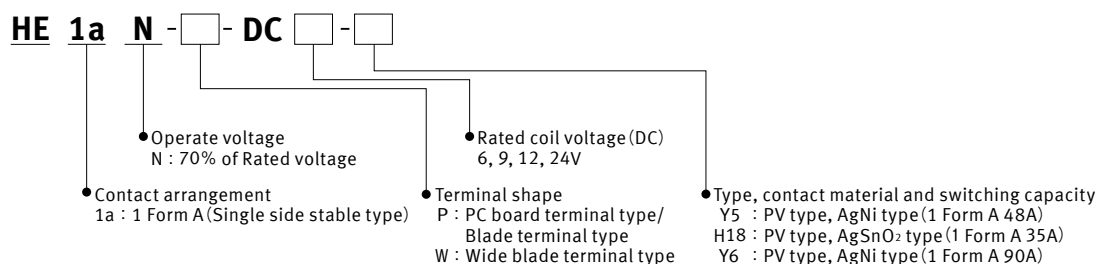 HE 1a N - - DC -
Operate voltage
N : 70% of Rated voltage
Rated coil voltage (DC)
6, 9, 12, 24V
Contact arrangement
1a : 1 Form A (Single side stable type)
Terminal shape
P : PC board terminal type/
Blade terminal type
W : Wide blade terminal type
Type, contact material and switching capacity
Y5 : PV type, AgNi type (1 Form A 48A)
H18 : PV type, AgSnO₂ type (1 Form A 35A)
Y6 : PV type, AgNi type (1 Form A 90A)